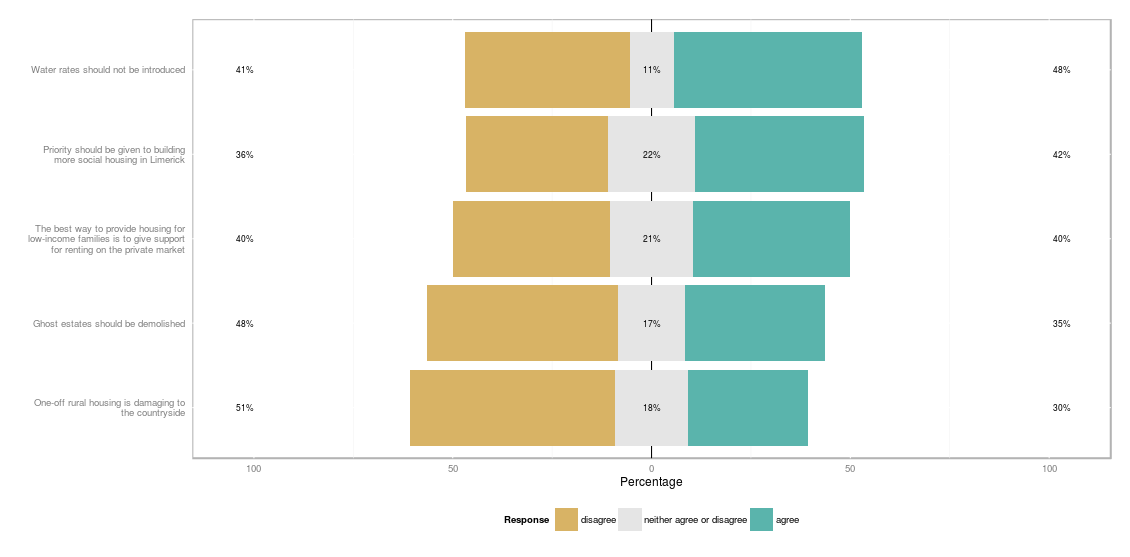 Water rates should not be introduced
41%
11%
48%
Priority should be given to building
more social housing in Limerick
36%
22%
42%
The best way to provide housing for
low-income families is to give support
for renting on the private market
40%
21%
40%
Ghost estates should be demolished
48%
17%
35%
One-off rural housing is damaging to
the countryside
51%
18%
30%
100 50 0 50 100
Percentage
Response disagree neither agree or disagree agree